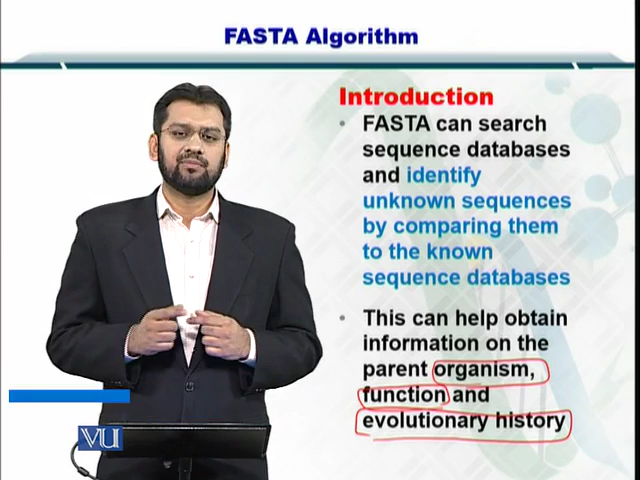 FASTA Algorithm
Introduction
• FASTA can search
sequence databases
and identify
unknown sequences
by comparing them
to the known
sequence databases
• This can help obtain
information on the
parent organism,
function and
evolutionary history
VU